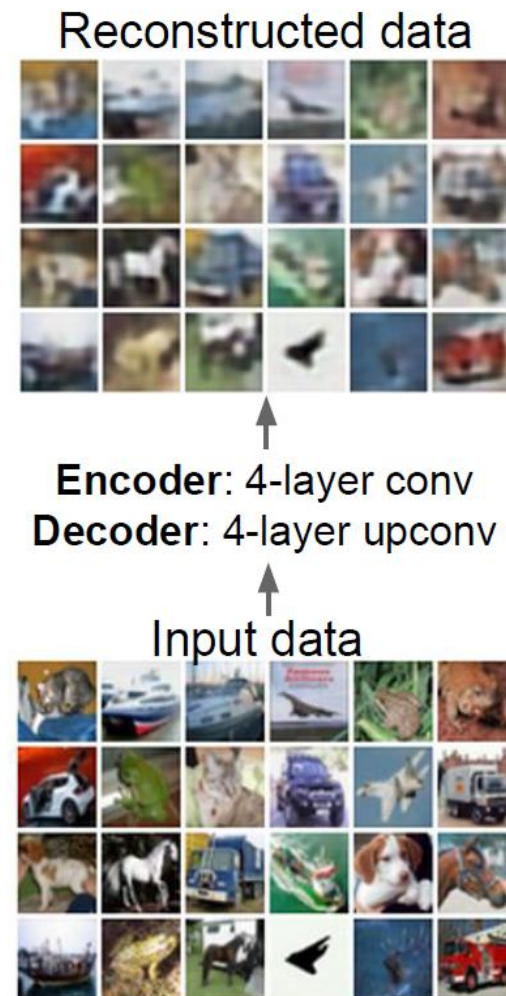 Reconstructed data
Encoder: 4-layer conv
Decoder: 4-layer upconv
Input data